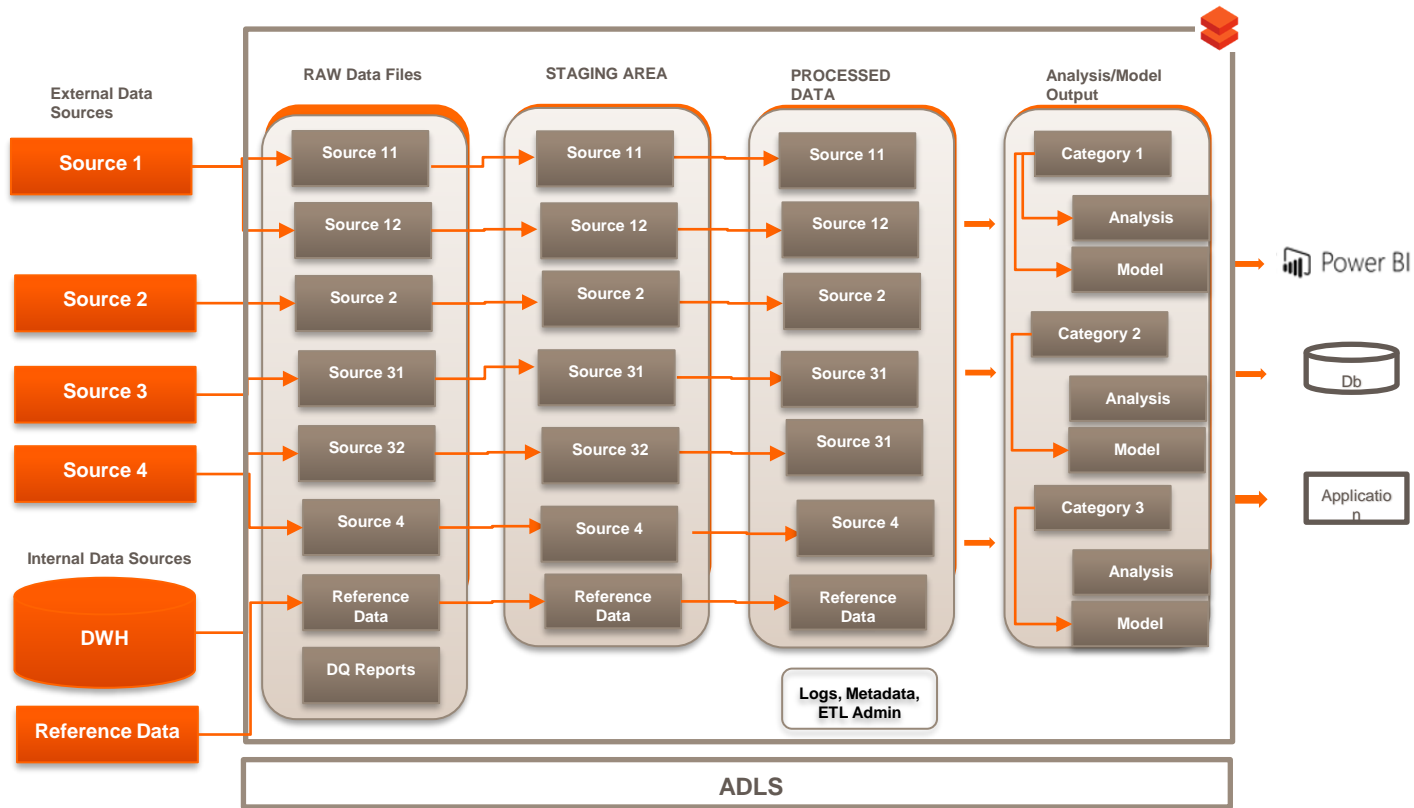 External Data
Sources
Source 1
Source 2
Source 3
Source 4
Internal Data Sources
DWH
Reference Data
RAW Data Files
Source 11
Source 12
Source 2
Source 31
Source 32
Source 4
Reference
Data
DQ Reports
STAGING AREA
Source 11
Source 12
Source 2
Source 31
Source 32
Source 4
Reference
Data
PROCESSED
DATA
Source 11
Source 12
Source 2
Source 31
Source 31
Source 4
Reference
Data
Logs, Metadata,
ETL Admin
Analysis/Model
Output
Category 1
Analysis
Model
Category 2
Analysis
Model
Category 3
Analysis
Model
Power BI
Db
Applicatio
n
ADLS